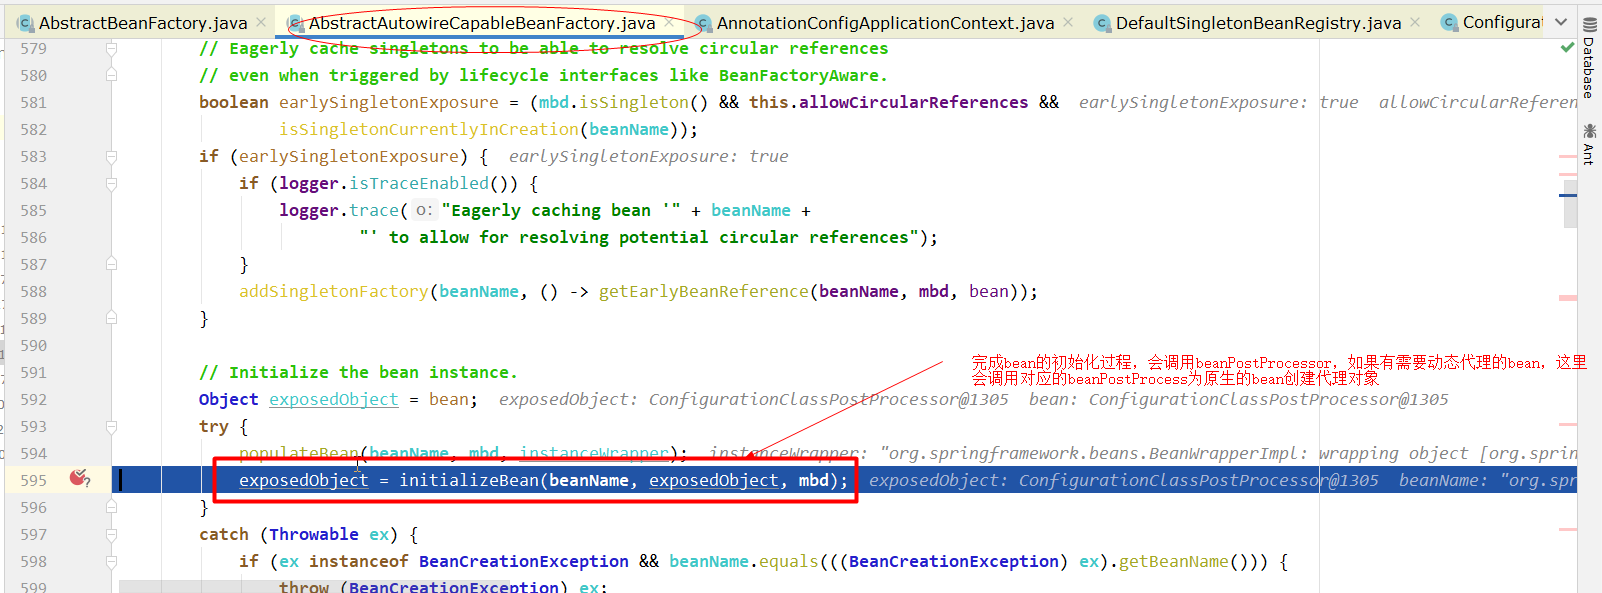 AbstractBeanFactory.java
AbstractAutowireCapableBeanFactory.java
AnnotationConfigApplicationContext.java
DefaultSingletonBeanRegistry.java
Configurat
Database
Ant
579 // Eagerly cache singletons to be able to resolve circular references
580 // even when triggered by lifecycle interfaces like BeanFactoryAware.
581 boolean earlySingletonExposure = (mbd.isSingleton() && this.allowCircularReferences && earlySingletonExposure: true allowCircularReferen
582 isSingletonCurrentlyInCreation(beanName));
583 if (earlySingletonExposure) { earlySingletonExposure: true
584 if (logger.isTraceEnabled()) {
585 logger.trace( o: "Eagerly caching bean '" + beanName +
586 "' to allow for resolving potential circular references");
587 }
588 addSingletonFactory(beanName, () -> getEarlyBeanReference(beanName, mbd, bean));
589 }
590
完成bean的初始化过程，会调用beanPostProcessor，如果有需要动态代理的bean，这里
会调用对应的beanPostProcess为原生的bean创建代理对象
591 // Initialize the bean instance.
592 Object exposedObject = bean; exposedObject: ConfigurationClassPostProcessor@1305 bean: ConfigurationClassPostProcessor@1305
593 try {
594 populateBean(beanName, mbd, instanceWrapper); instanceWrapper: "org.springframework.beans.BeanWrapperImpl: wrapping object [org.sprin
595 exposedObject = initializeBean(beanName, exposedObject, mbd); exposedObject: ConfigurationClassPostProcessor@1305 beanName: "org.spr
596 }
597 catch (Throwable ex) {
598 if (ex instanceof BeanCreationException && beanName.equals(((BeanCreationException) ex).getBeanName())) {
599 throw (BeanCreationException) ex;